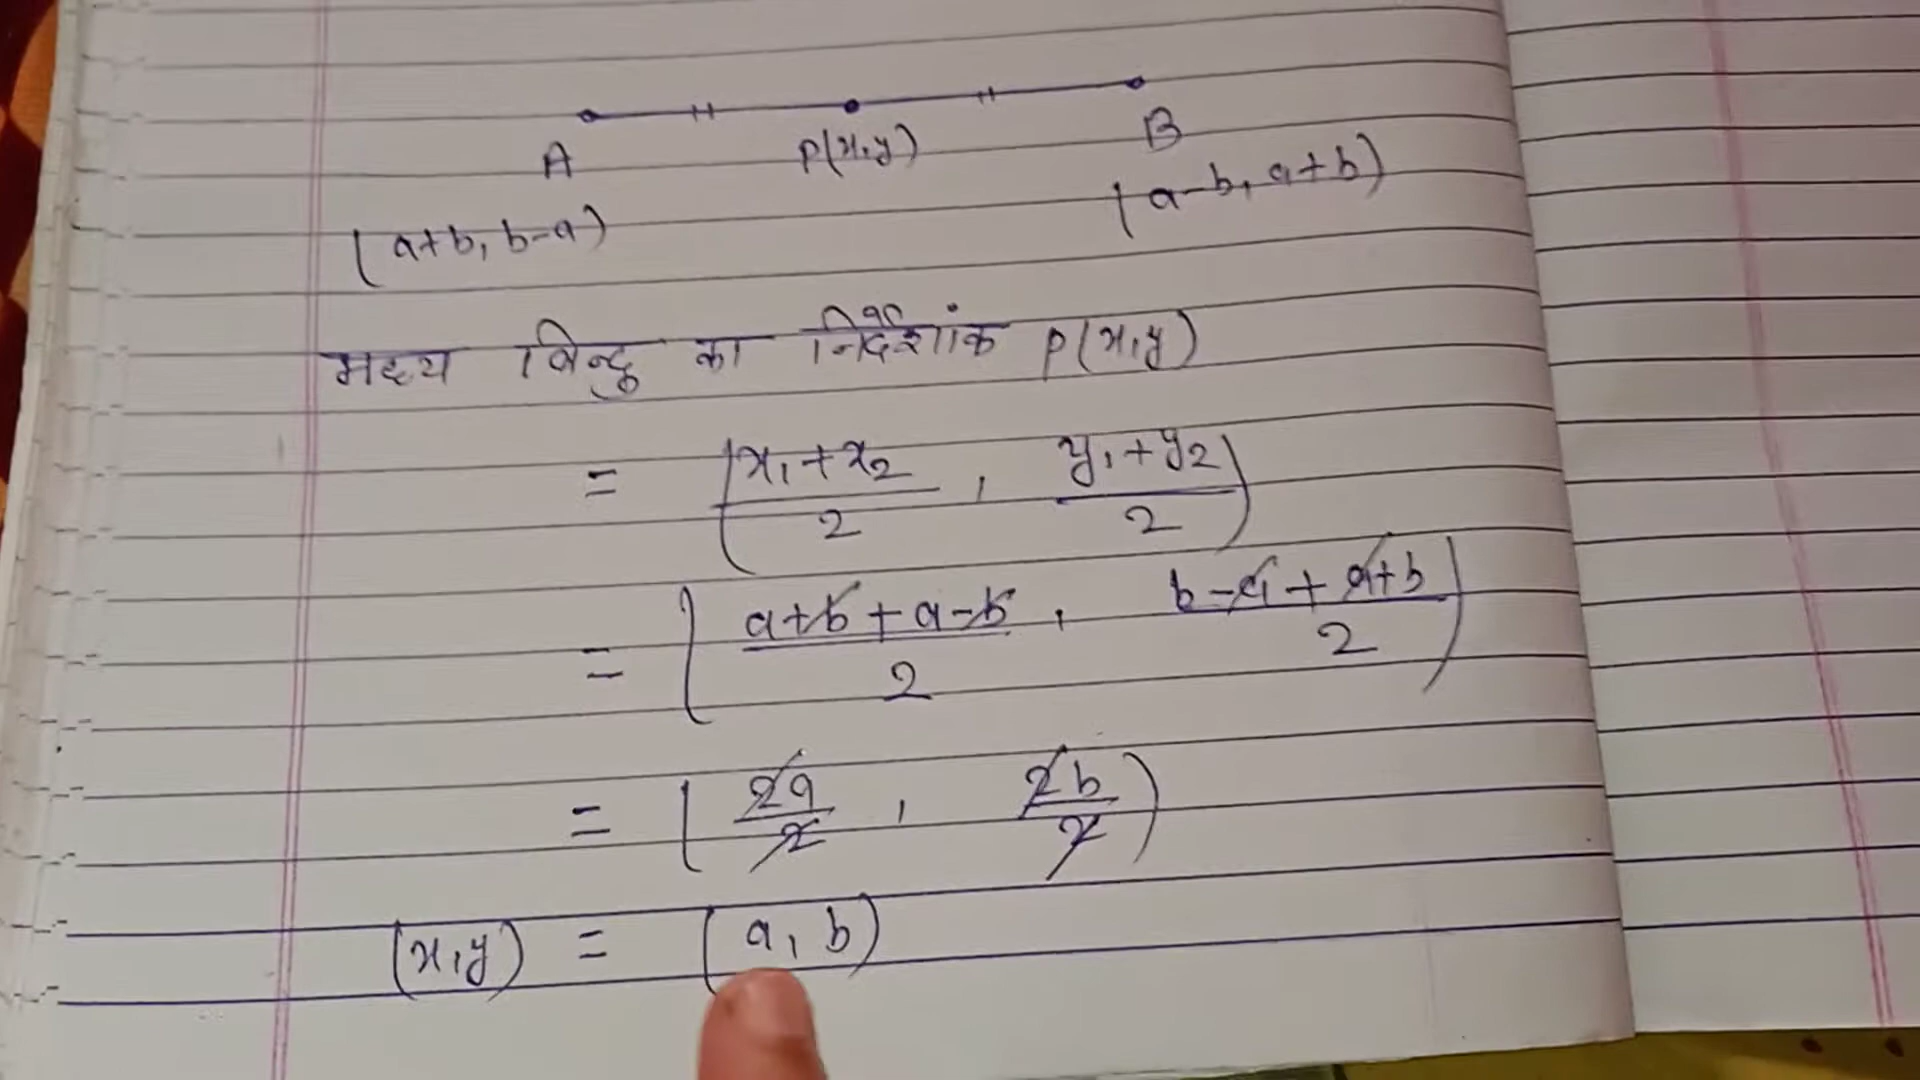 A P(x,y) B
(a+b, b-a) (a-b, a+b)
मध्य बिन्दु का निर्देशांक P(x,y)
= (x₁+x₂/2, y₁+y₂/2)
= (a+b+a-b/2, b-a+a+b/2)
= (2a/2, 2b/2)
(x,y) = (a, b)